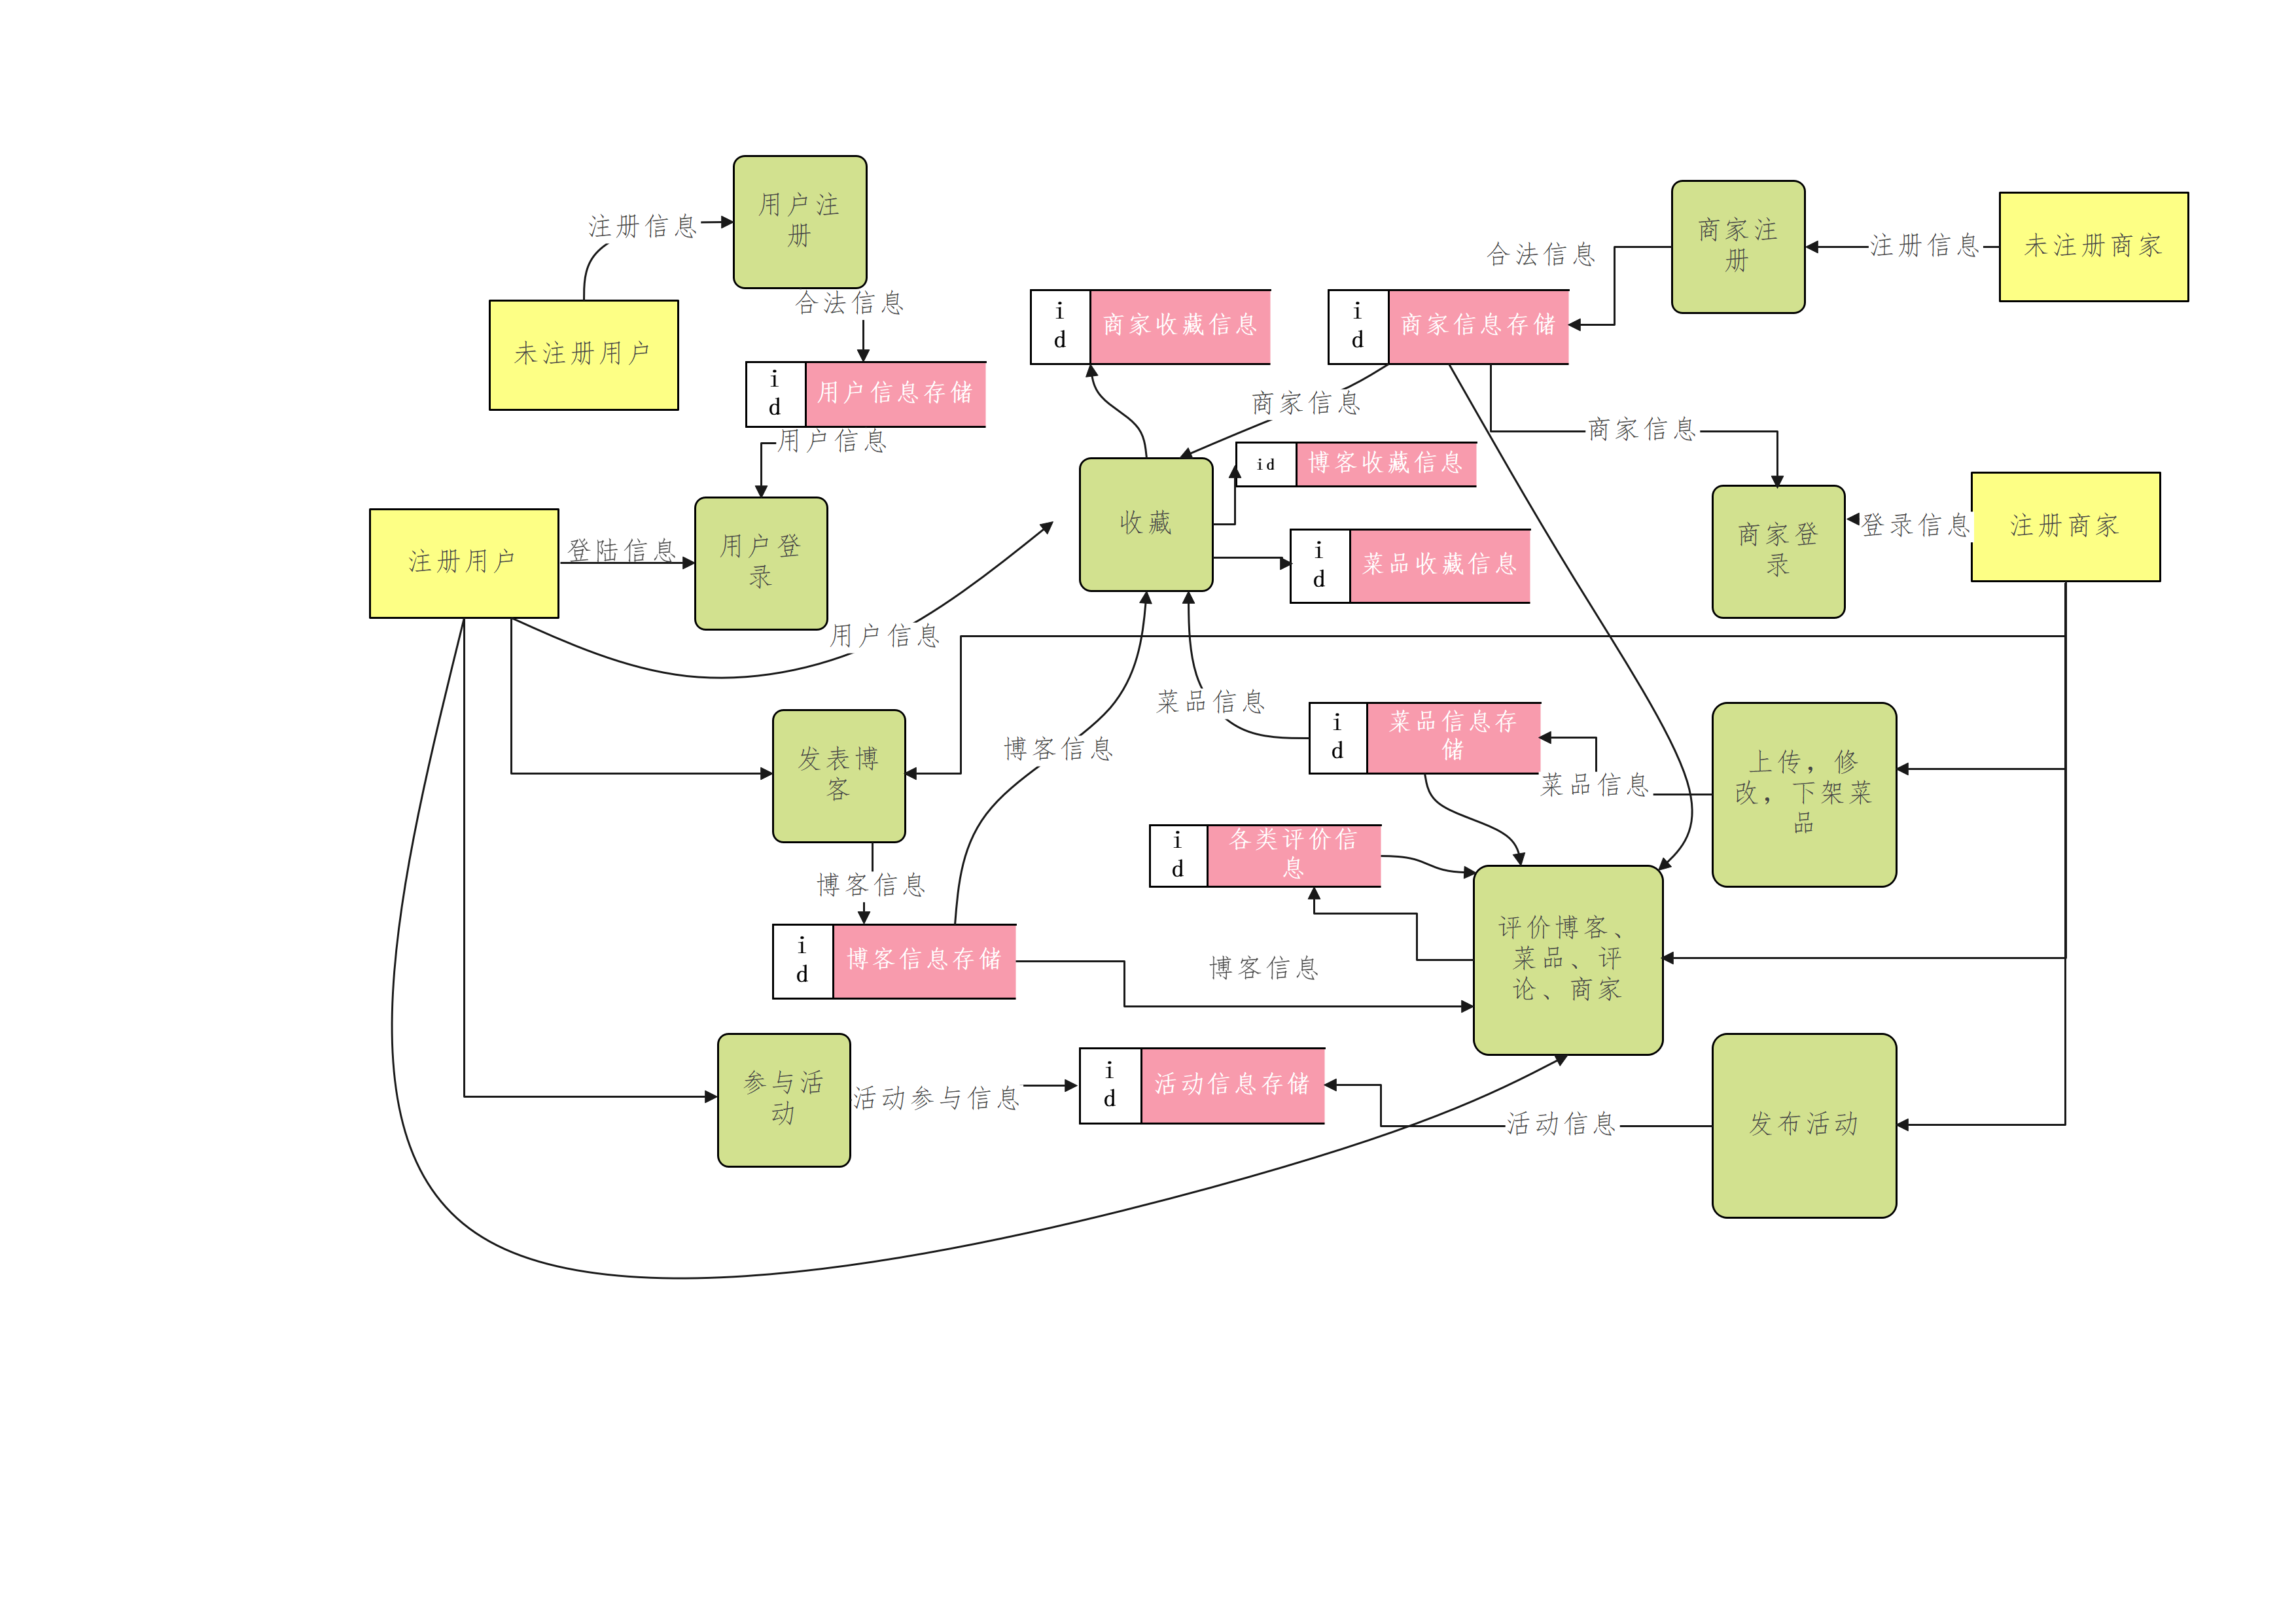 用户注
册
注册信息
商家注
册
注册信息
未注册商家
合法信息
合法信息
i
d
商家收藏信息
i
d
商家信息存储
未注册用户
i
d
用户信息存储
商家信息
商家信息
用户信息
id
博客收藏信息
收藏
注册用户
登陆信息
用户登
录
i
d
菜品收藏信息
商家登
录
登录信息
注册商家
用户信息
菜品信息
i
d
菜品信息存
储
博客信息
发表博
客
菜品信息
上传，修
改，下架菜
品
i
d
各类评价信
息
博客信息
i
d
博客信息存储
博客信息
评价博客、
菜品、评
论、商家
参与活
动
活动参与信息
i
d
活动信息存储
活动信息
发布活动